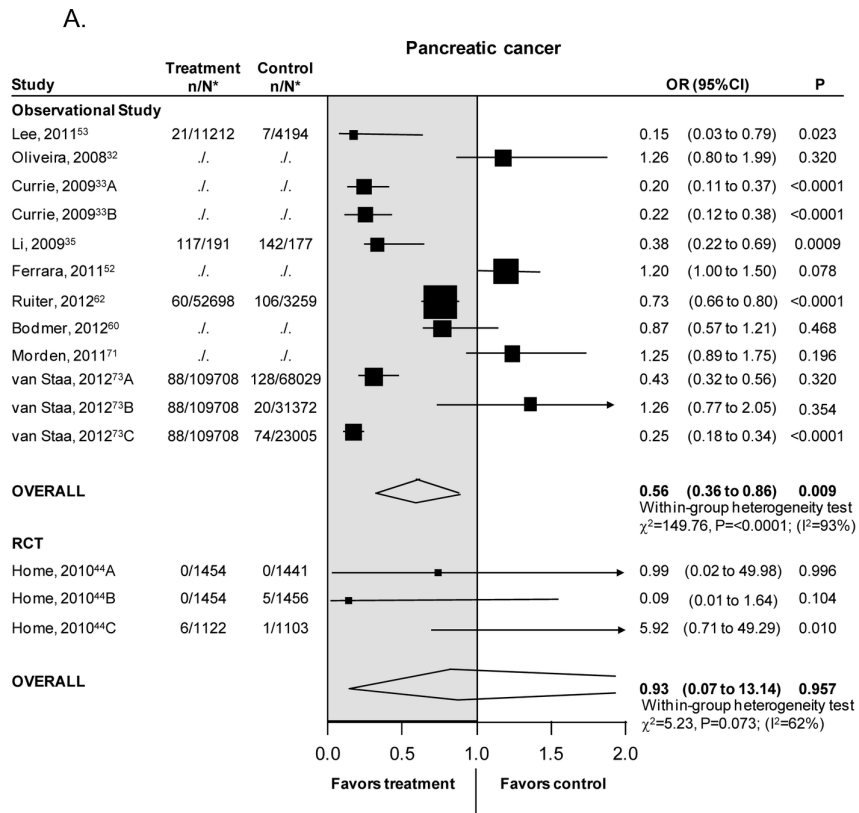 A.
Pancreatic cancer
Treatment Control
Study n/N* n/N* OR (95%CI) P
Observational Study
Lee, 2011⁵³ 21/11212 7/4194 0.15 (0.03 to 0.79) 0.023
Oliveira, 2008³² ./. ./. 1.26 (0.80 to 1.99) 0.320
Currie, 2009³³A ./. ./. 0.20 (0.11 to 0.37) <0.0001
Currie, 2009³³B ./. ./. 0.22 (0.12 to 0.38) <0.0001
Li, 2009³⁵ 117/191 142/177 0.38 (0.22 to 0.69) 0.0009
Ferrara, 2011⁵² ./. ./. 1.20 (1.00 to 1.50) 0.078
Ruiter, 2012⁶² 60/52698 106/3259 0.73 (0.66 to 0.80) <0.0001
Bodmer, 2012⁶⁰ ./. ./. 0.87 (0.57 to 1.21) 0.468
Morden, 2011⁷¹ ./. ./. 1.25 (0.89 to 1.75) 0.196
van Staa, 2012⁷³A 88/109708 128/68029 0.43 (0.32 to 0.56) 0.320
van Staa, 2012⁷³B 88/109708 20/31372 1.26 (0.77 to 2.05) 0.354
van Staa, 2012⁷³C 88/109708 74/23005 0.25 (0.18 to 0.34) <0.0001
OVERALL 0.56 (0.36 to 0.86) 0.009
Within-group heterogeneity test
χ²=149.76, P=<0.0001; (I²=93%)
RCT
Home, 2010⁴⁴A 0/1454 0/1441 0.99 (0.02 to 49.98) 0.996
Home, 2010⁴⁴B 0/1454 5/1456 0.09 (0.01 to 1.64) 0.104
Home, 2010⁴⁴C 6/1122 1/1103 5.92 (0.71 to 49.29) 0.010
OVERALL 0.93 (0.07 to 13.14) 0.957
Within-group heterogeneity test
χ²=5.23, P=0.073; (I²=62%)
0.0 0.5 1.0 1.5 2.0
Favors treatment Favors control